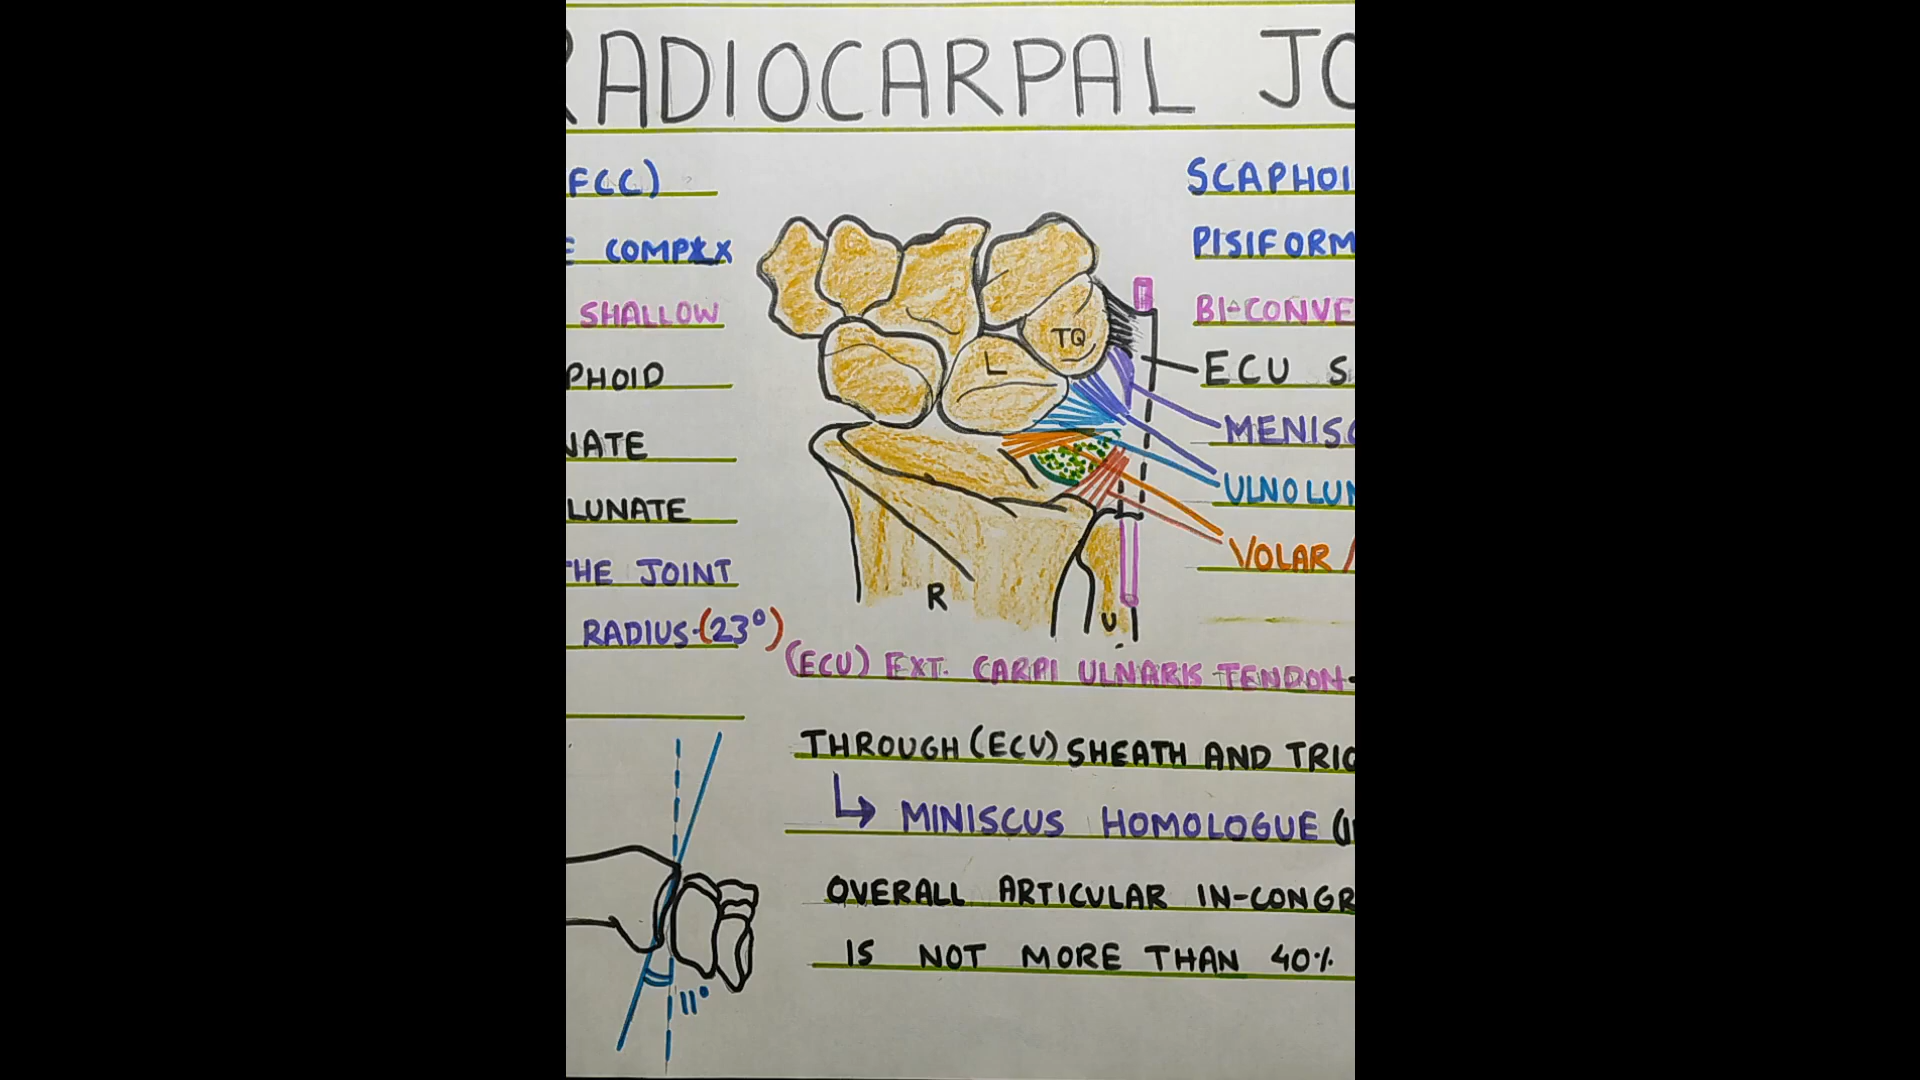 RADIOCARPAL JO
FCC)
E COMPLX
SHALLOW
PHOID
NATE
LUNATE
THE JOINT
RADIUS-(23°)
SCAPHOI
PISIFORM
BI-CONVE
ECU S
MENISC
ULNOLUN
VOLAR /
TQ
L
R
U
(ECU) EXT. CARPI ULNARIS TENDON-
THROUGH (ECU) SHEATH AND TRIQ
MINISCUS HOMOLOGUE (I
OVERALL ARTICULAR IN-CONGR
IS NOT MORE THAN 40%
11°